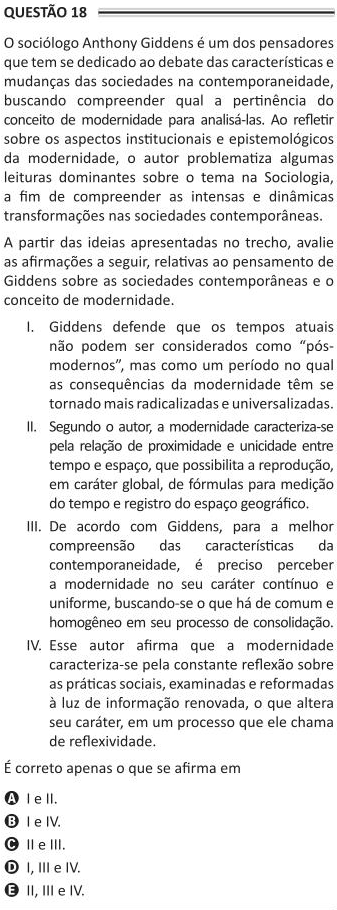 QUESTÃO 18
O sociólogo Anthony Giddens é um dos pensadores
que tem se dedicado ao debate das características e
mudanças das sociedades na contemporaneidade,
buscando compreender qual a pertinência do
conceito de modernidade para analisá-las. Ao refletir
sobre os aspectos institucionais e epistemológicos
da modernidade, o autor problematiza algumas
leituras dominantes sobre o tema na Sociologia,
a fim de compreender as intensas e dinâmicas
transformações nas sociedades contemporâneas.
A partir das ideias apresentadas no trecho, avalie
as afirmações a seguir, relativas ao pensamento de
Giddens sobre as sociedades contemporâneas e o
conceito de modernidade.
I. Giddens defende que os tempos atuais
não podem ser considerados como “pós-
modernos”, mas como um período no qual
as consequências da modernidade têm se
tornado mais radicalizadas e universalizadas.
II. Segundo o autor, a modernidade caracteriza-se
pela relação de proximidade e unicidade entre
tempo e espaço, que possibilita a reprodução,
em caráter global, de fórmulas para medição
do tempo e registro do espaço geográfico.
III. De acordo com Giddens, para a melhor
compreensão das características da
contemporaneidade, é preciso perceber
a modernidade no seu caráter contínuo e
uniforme, buscando-se o que há de comum e
homogêneo em seu processo de consolidação.
IV. Esse autor afirma que a modernidade
caracteriza-se pela constante reflexão sobre
as práticas sociais, examinadas e reformadas
à luz de informação renovada, o que altera
seu caráter, em um processo que ele chama
de reflexividade.
É correto apenas o que se afirma em
A I e II.
B I e IV.
C II e III.
D I, III e IV.
E II, III e IV.